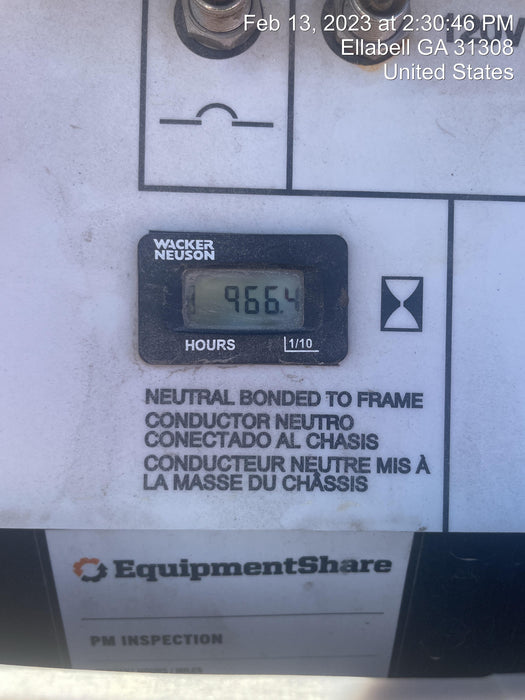 Feb 13, 2023 at 2:30:46 PM
Ellabell GA 31308
United States
120V
WACKER
NEUSON
966.4
HOURS 1/10
NEUTRAL BONDED TO FRAME
CONDUCTOR NEUTRO
CONECTADO AL CHASIS
CONDUCTEUR NEUTRE MIS À
LA MASSE DU CHÂSSIS
EquipmentShare
PM INSPECTION